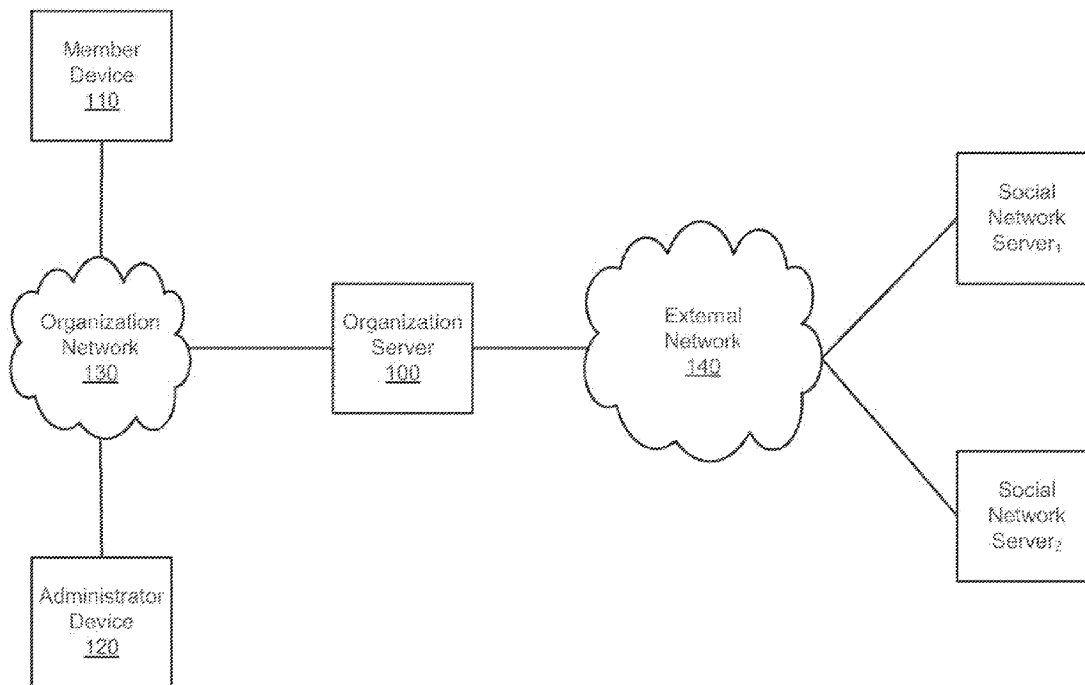 Member
Device
110
Organization
Network
130
Organization
Server
100
External
Network
140
Social
Network
Server₁
Social
Network
Server₂
Administrator
Device
120